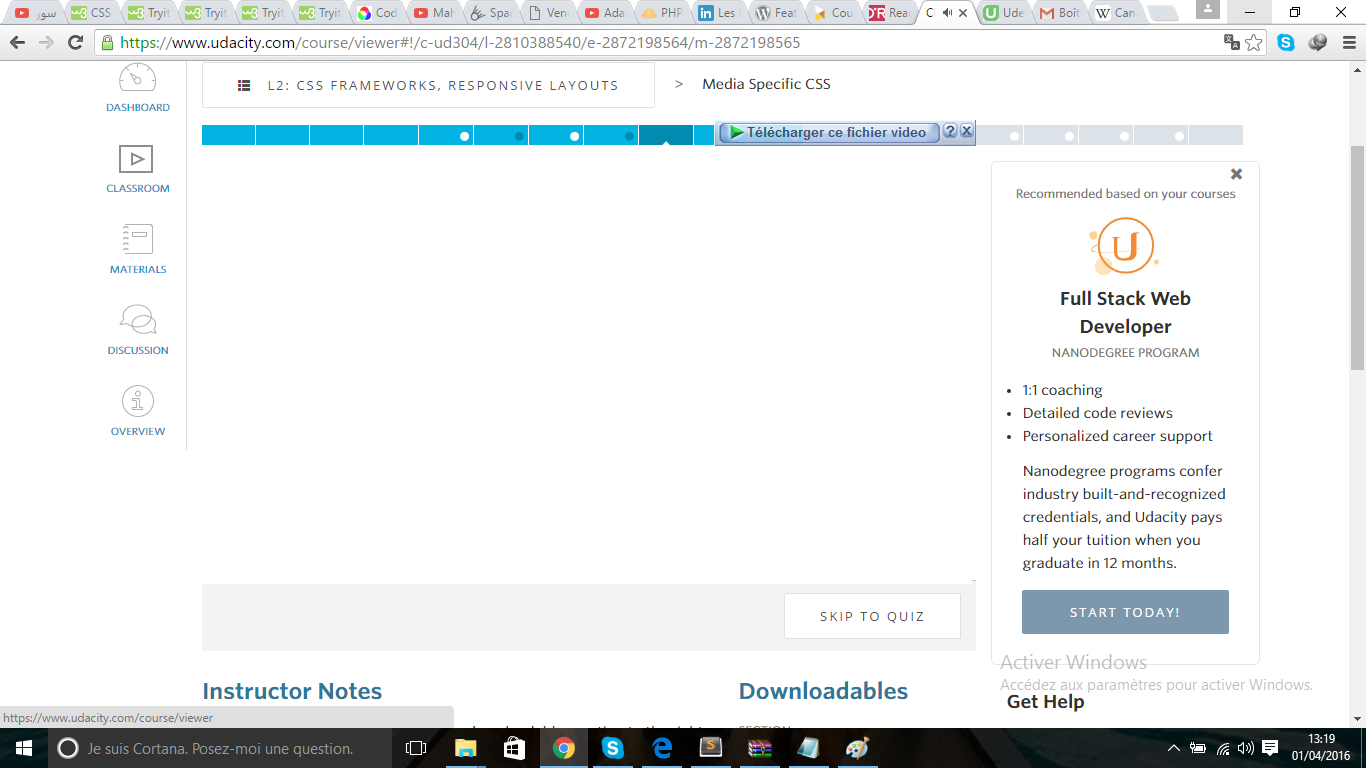 سور
CSS
Tryit
Tryit
Tryit
Tryit
Cod
Mah
Spa
Ven
Ada
PHP
Les
Feat
Cou
Rea
C
Ude
Boît
Can
https://www.udacity.com/course/viewer#!/c-ud304/l-2810388540/e-2872198564/m-2872198565
DASHBOARD
CLASSROOM
MATERIALS
DISCUSSION
OVERVIEW
L2: CSS FRAMEWORKS, RESPONSIVE LAYOUTS > Media Specific CSS
Télécharger ce fichier video
Recommended based on your courses
Full Stack Web
Developer
NANODEGREE PROGRAM
• 1:1 coaching
• Detailed code reviews
• Personalized career support
Nanodegree programs confer
industry built-and-recognized
credentials, and Udacity pays
half your tuition when you
graduate in 12 months.
START TODAY!
SKIP TO QUIZ
Instructor Notes
Downloadables
Activer Windows
Accédez aux paramètres pour activer Windows.
Get Help
https://www.udacity.com/course/viewer
Je suis Cortana. Posez-moi une question.
13:19
01/04/2016